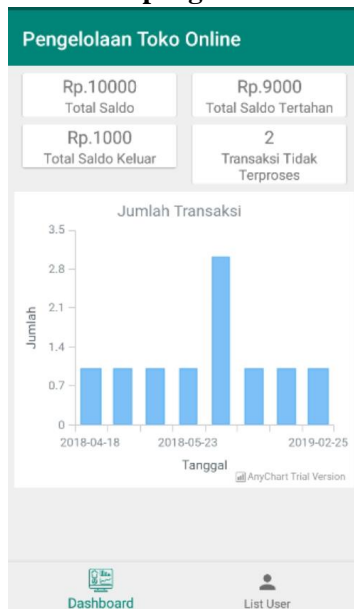 Pengelolaan Toko Online
Rp.10000
Total Saldo
Rp.9000
Total Saldo Tertahan
Rp.1000
Total Saldo Keluar
2
Transaksi Tidak
Terproses
Jumlah Transaksi
3.5
2.8
2.1
1.4
0.7
0
Jumlah
2018-04-18
2018-05-23
2019-02-25
Tanggal
AnyChart Trial Version
Dashboard
List User